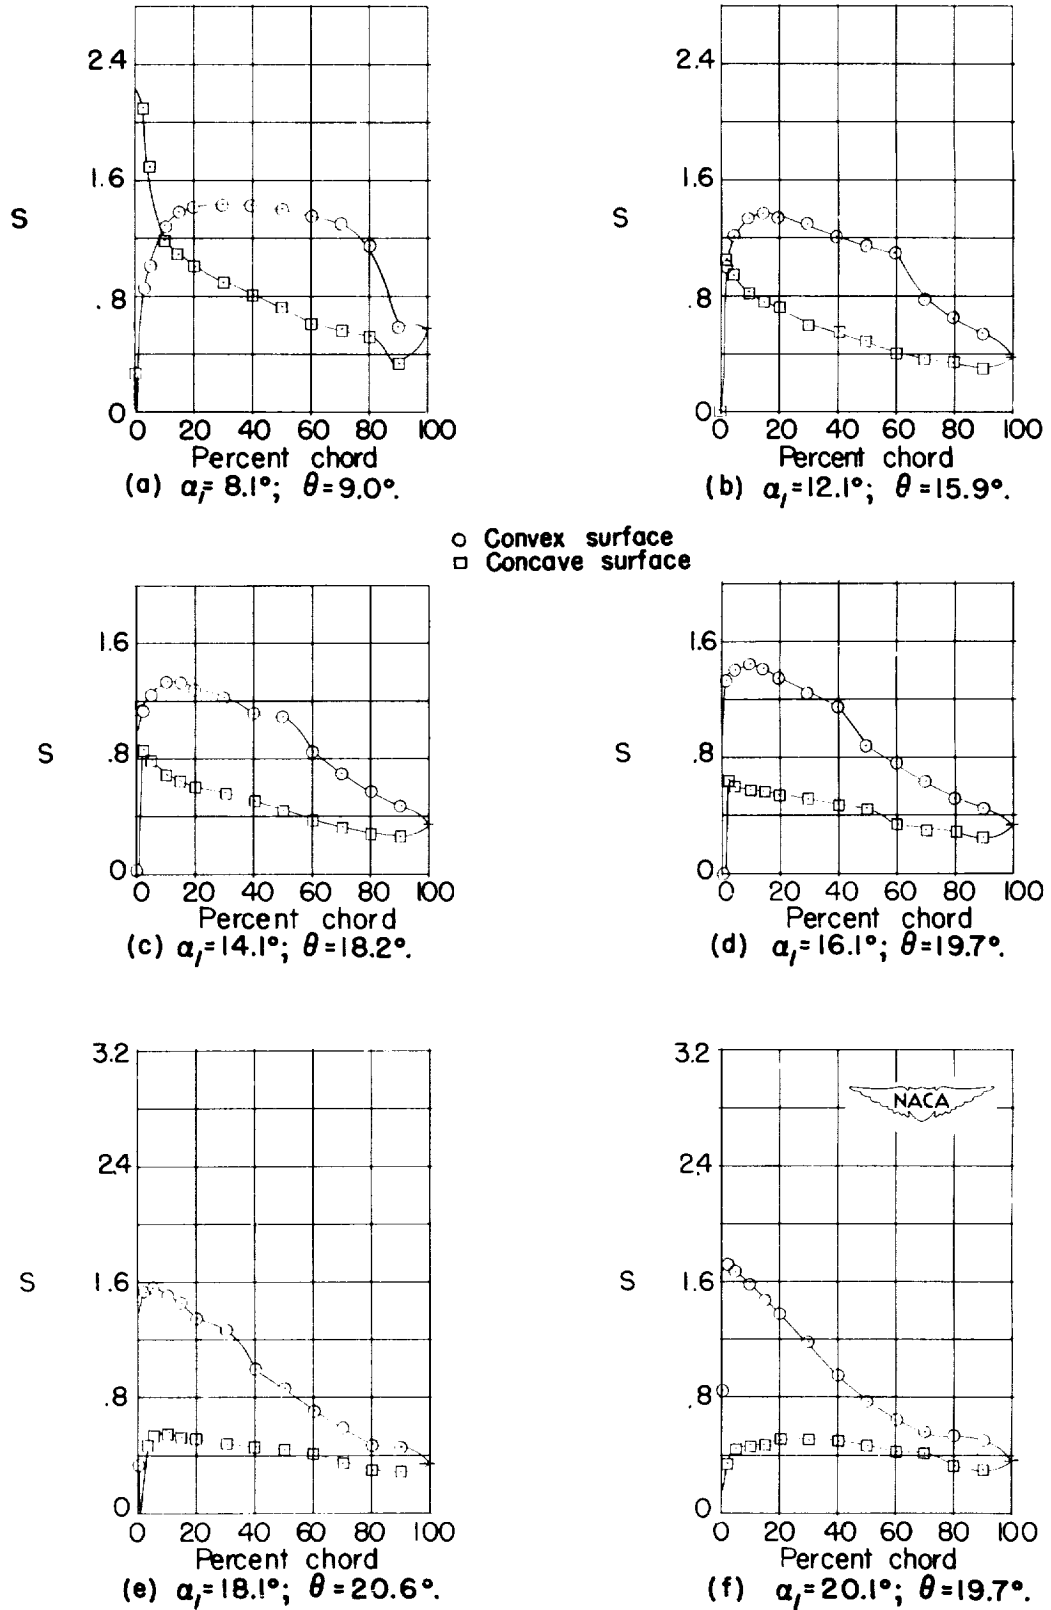 2.4
1.6
S
.8
0
0 20 40 60 80 100
Percent chord
(a) α₁= 8.1°; θ=9.0°.
2.4
1.6
S
.8
0
0 20 40 60 80 100
Percent chord
(b) α₁=12.1°; θ=15.9°.
Convex surface
Concave surface
1.6
S
.8
0
0 20 40 60 80 100
Percent chord
(c) α₁=14.1°; θ=18.2°.
1.6
S
.8
0
0 20 40 60 80 100
Percent chord
(d) α₁=16.1°; θ=19.7°.
3.2
2.4
1.6
S
.8
0
0 20 40 60 80 100
Percent chord
(e) α₁=18.1°; θ=20.6°.
3.2
NACA
2.4
1.6
S
.8
0
0 20 40 60 80 100
Percent chord
(f) α₁=20.1°; θ=19.7°.